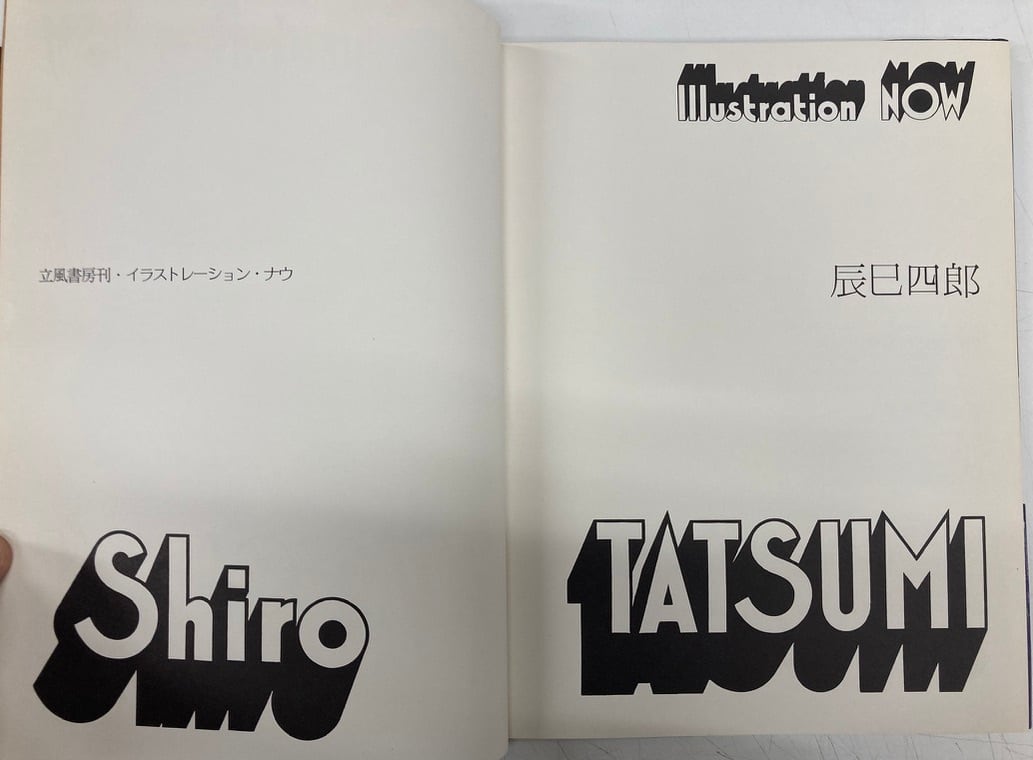 立風書房刊・イラストレーション・ナウ
Shiro
Illustration NOW
辰巳四郎
TATSUMI